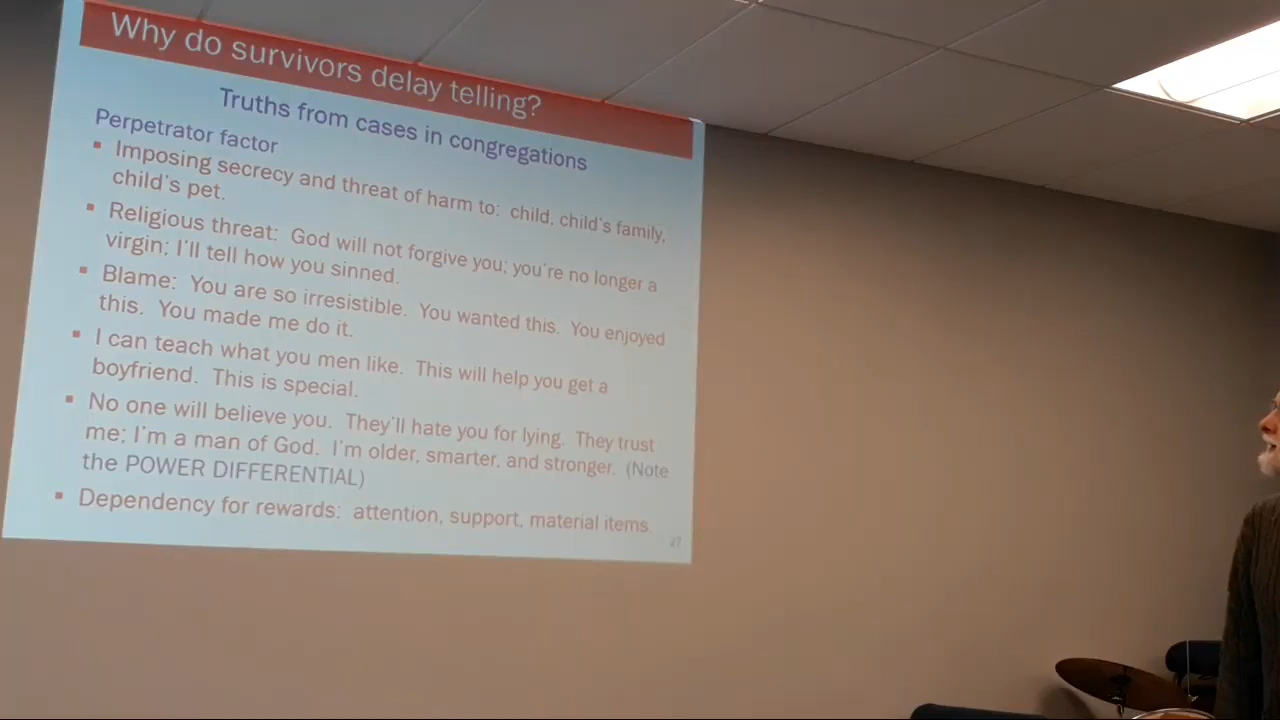 Why do survivors delay telling?
Truths from cases in congregations
Perpetrator factor
▪ Imposing secrecy and threat of harm to: child, child's family,
child's pet.
▪ Religious threat: God will not forgive you; you're no longer a
virgin; I'll tell how you sinned.
▪ Blame: You are so irresistible. You wanted this. You enjoyed
this. You made me do it.
▪ I can teach what you men like. This will help you get a
boyfriend. This is special.
▪ No one will believe you. They'll hate you for lying. They trust
me; I'm a man of God. I'm older, smarter, and stronger. (Note
the POWER DIFFERENTIAL)
▪ Dependency for rewards: attention, support, material items.
27